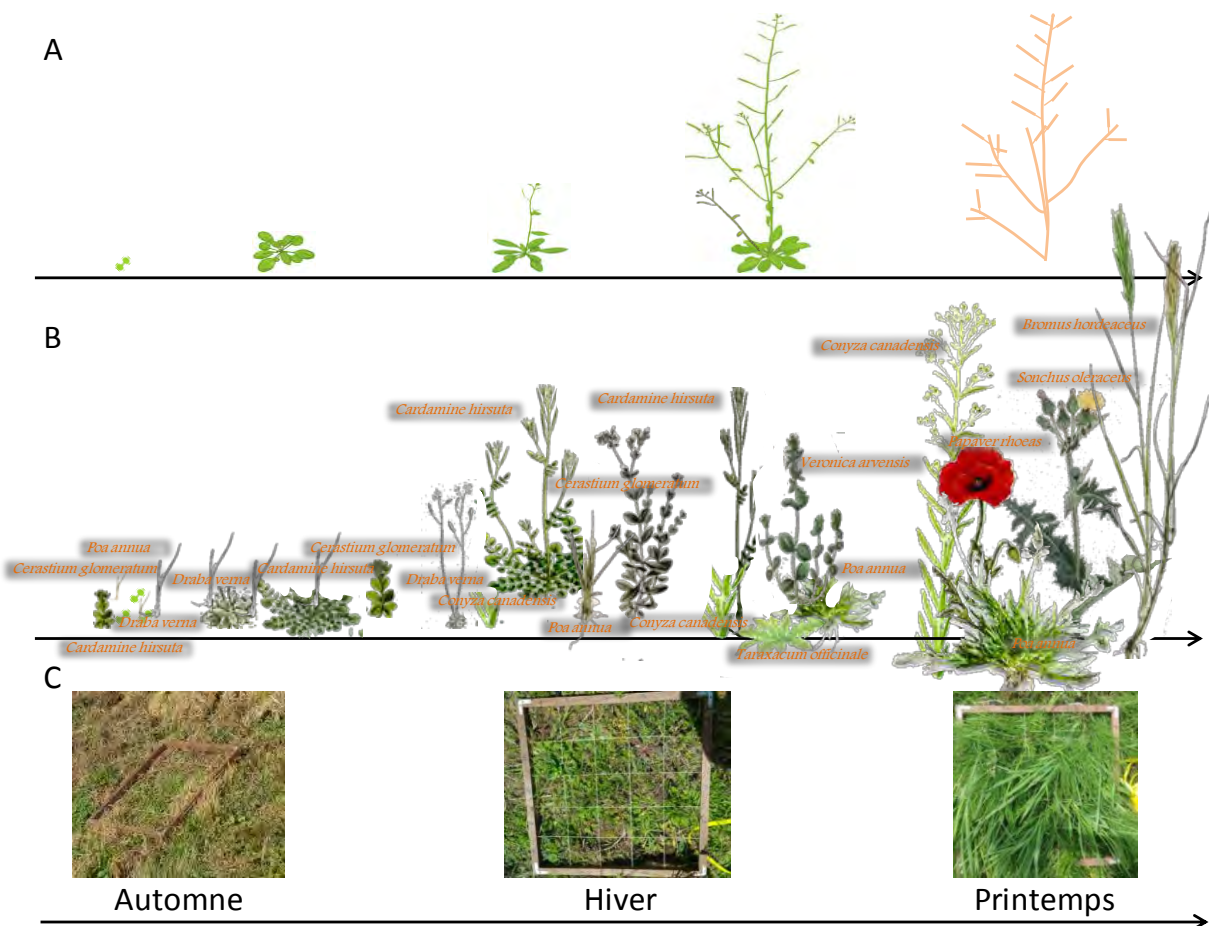 A
B
Bromus hordeaceus
Conyza canadensis
Sonchus oleraceus
Cardamine hirsuta
Cardamine hirsuta
Papaver rhoeas
Veronica arvensis
Cerastium glomeratum
Poa annua
Cerastium glomeratum
Cerastium glomeratum
Draba verna
Cardamine hirsuta
Draba verna
Poa annua
Conyza canadensis
Draba verna
Poa annua
Conyza canadensis
Cardamine hirsuta
Taraxacum officinale
Poa annua
C
Automne
Hiver
Printemps